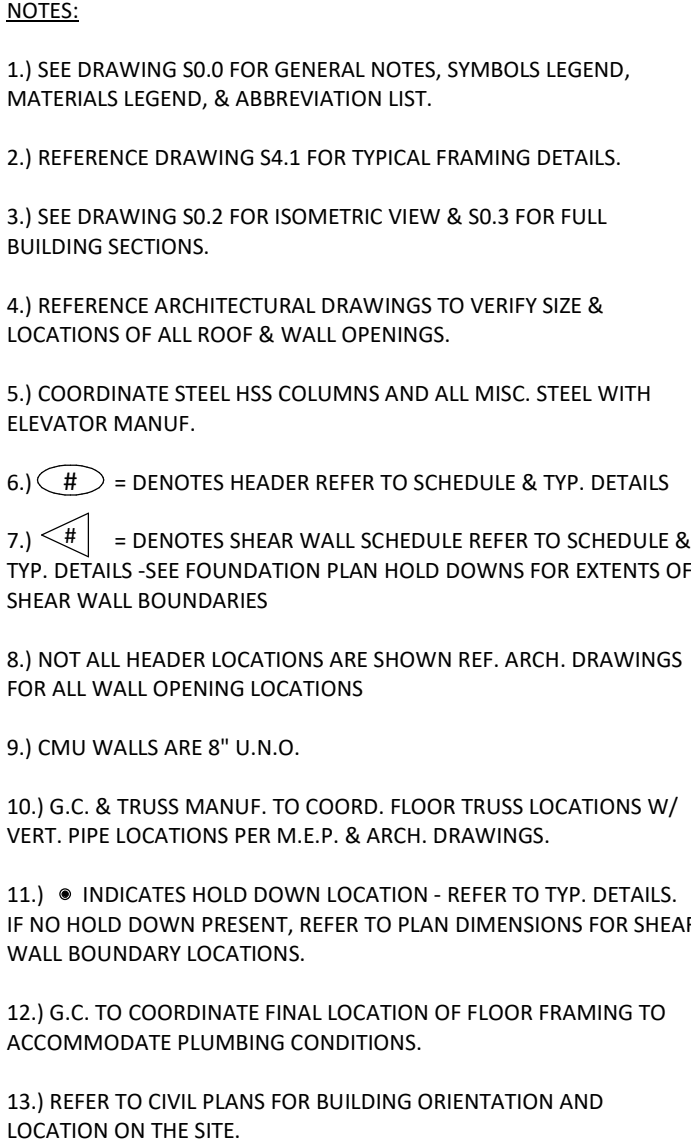 NOTES:
1.) SEE DRAWING S0.0 FOR GENERAL NOTES, SYMBOLS LEGEND,
MATERIALS LEGEND, & ABBREVIATION LIST.
2.) REFERENCE DRAWING S4.1 FOR TYPICAL FRAMING DETAILS.
3.) SEE DRAWING S0.2 FOR ISOMETRIC VIEW & S0.3 FOR FULL
BUILDING SECTIONS.
4.) REFERENCE ARCHITECTURAL DRAWINGS TO VERIFY SIZE &
LOCATIONS OF ALL ROOF & WALL OPENINGS.
5.) COORDINATE STEEL HSS COLUMNS AND ALL MISC. STEEL WITH
ELEVATOR MANUF.
6.) # = DENOTES HEADER REFER TO SCHEDULE & TYP. DETAILS
7.) # = DENOTES SHEAR WALL SCHEDULE REFER TO SCHEDULE &
TYP. DETAILS -SEE FOUNDATION PLAN HOLD DOWNS FOR EXTENTS OF
SHEAR WALL BOUNDARIES
8.) NOT ALL HEADER LOCATIONS ARE SHOWN REF. ARCH. DRAWINGS
FOR ALL WALL OPENING LOCATIONS
9.) CMU WALLS ARE 8" U.N.O.
10.) G.C. & TRUSS MANUF. TO COORD. FLOOR TRUSS LOCATIONS W/
VERT. PIPE LOCATIONS PER M.E.P. & ARCH. DRAWINGS.
11.) INDICATES HOLD DOWN LOCATION - REFER TO TYP. DETAILS.
IF NO HOLD DOWN PRESENT, REFER TO PLAN DIMENSIONS FOR SHEAR
WALL BOUNDARY LOCATIONS.
12.) G.C. TO COORDINATE FINAL LOCATION OF FLOOR FRAMING TO
ACCOMMODATE PLUMBING CONDITIONS.
13.) REFER TO CIVIL PLANS FOR BUILDING ORIENTATION AND
LOCATION ON THE SITE.